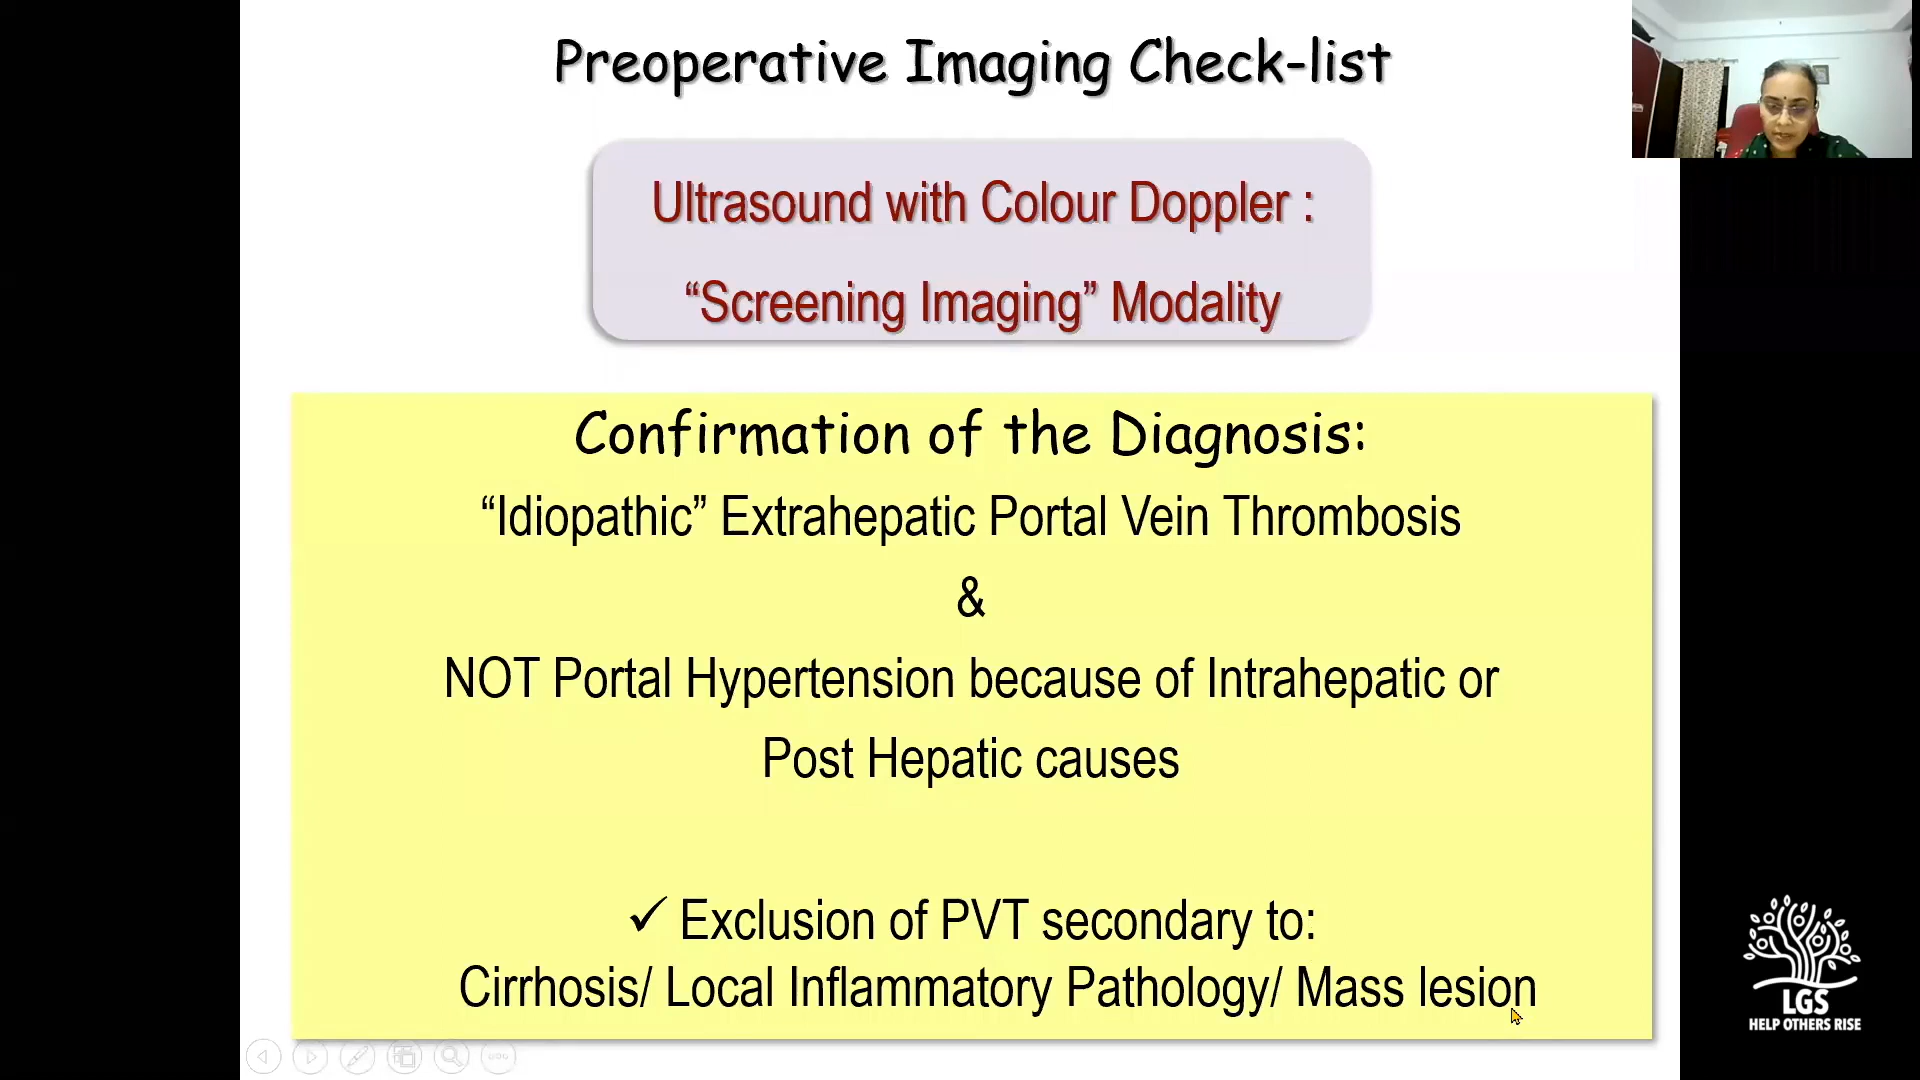 Preoperative Imaging Check-list
Ultrasound with Colour Doppler :
“Screening Imaging” Modality
Confirmation of the Diagnosis:
“Idiopathic” Extrahepatic Portal Vein Thrombosis
&
NOT Portal Hypertension because of Intrahepatic or
Post Hepatic causes
✓ Exclusion of PVT secondary to:
Cirrhosis/ Local Inflammatory Pathology/ Mass lesion
LGS
HELP OTHERS RISE